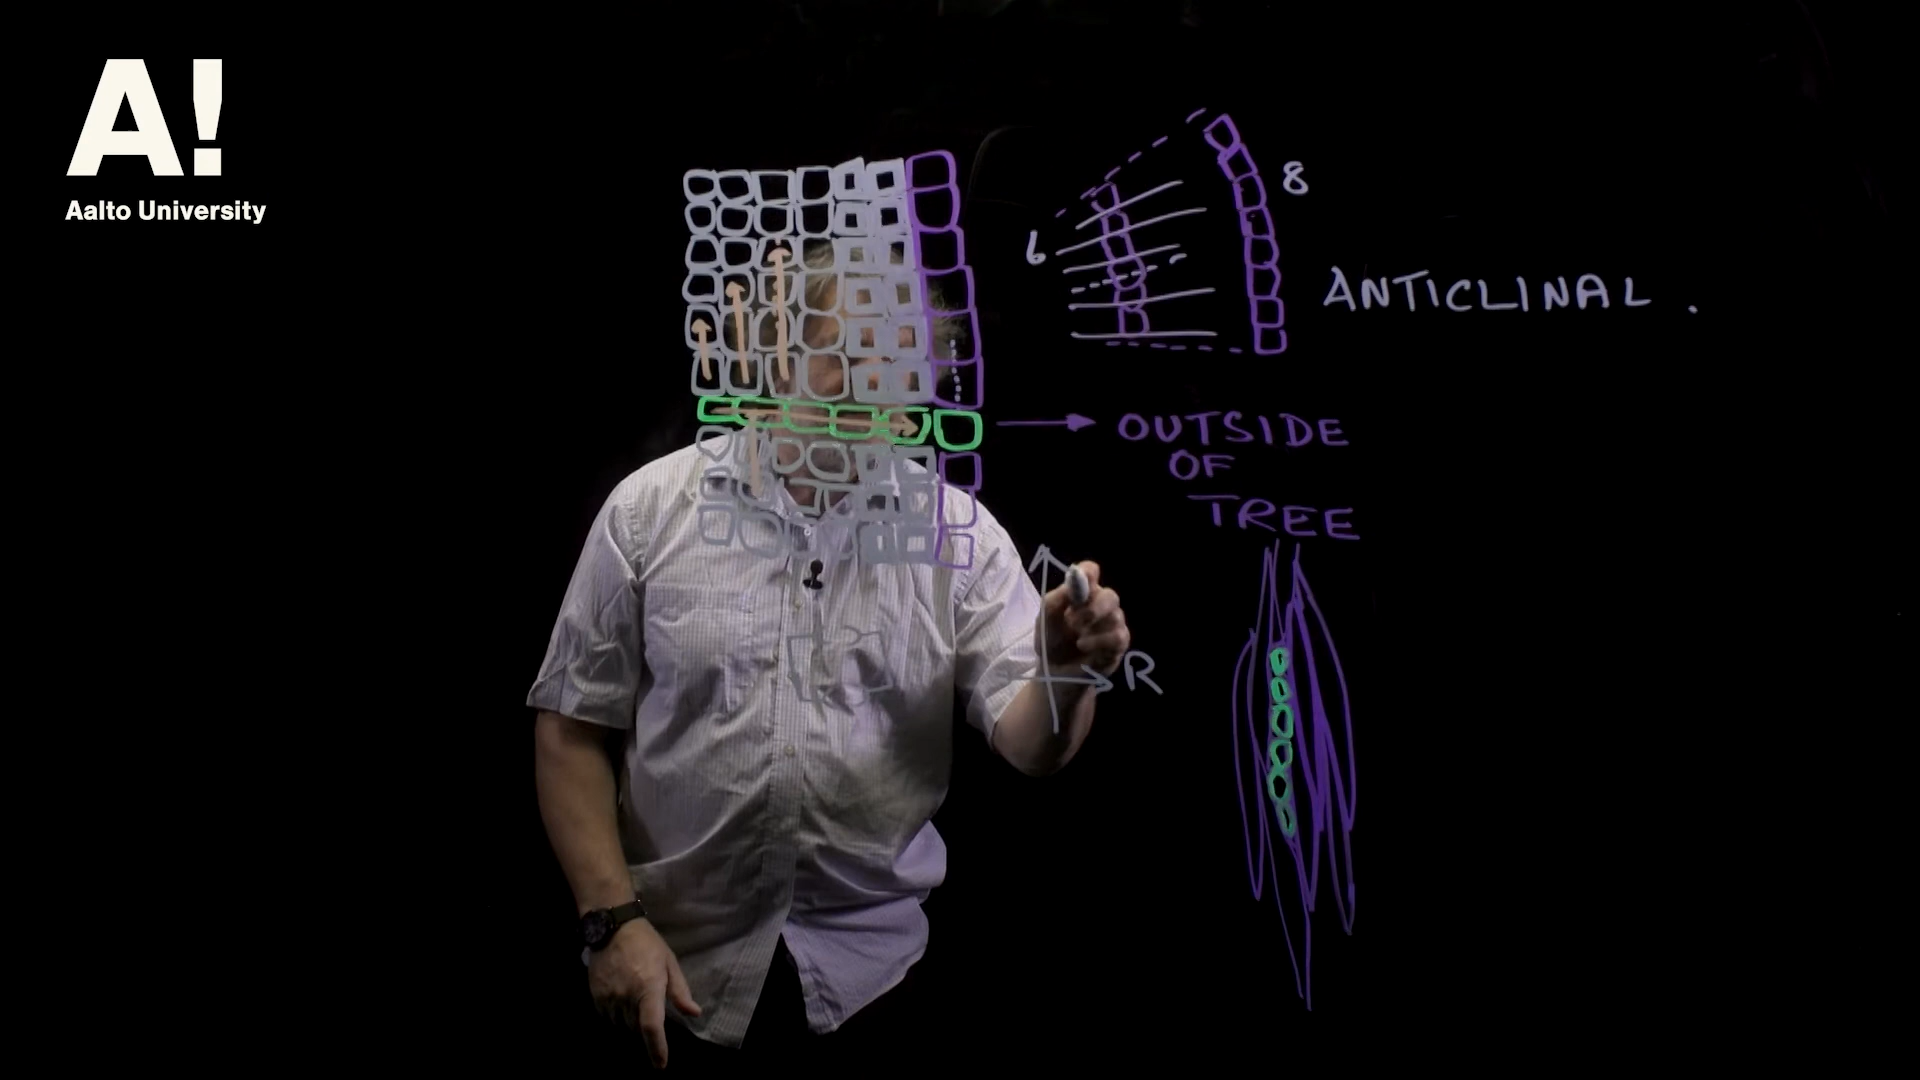 A!
Aalto University
8
6
ANTICLINAL.
OUTSIDE
OF
TREE
R